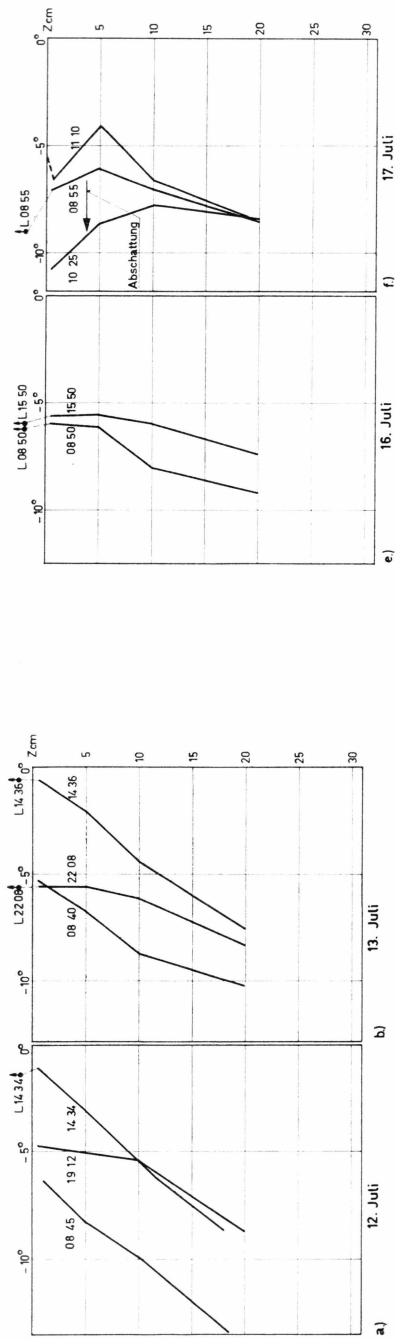 L 14 34
-10°
-5°
0°
08 45
19 12
14 34
a.)
12. Juli
L 22 08
L 14 36
-10°
-5°
0°
Z cm
5
10
15
20
25
30
08 40
22 08
14 36
b.)
13. Juli
L 08 50
L 15 50
-10°
-5°
0°
08 50
15 50
e.)
16. Juli
L 08 55
-10°
-5°
0°
Z cm
5
10
15
20
25
30
10 25
08 55
11 10
Abschattung
f.)
17. Juli